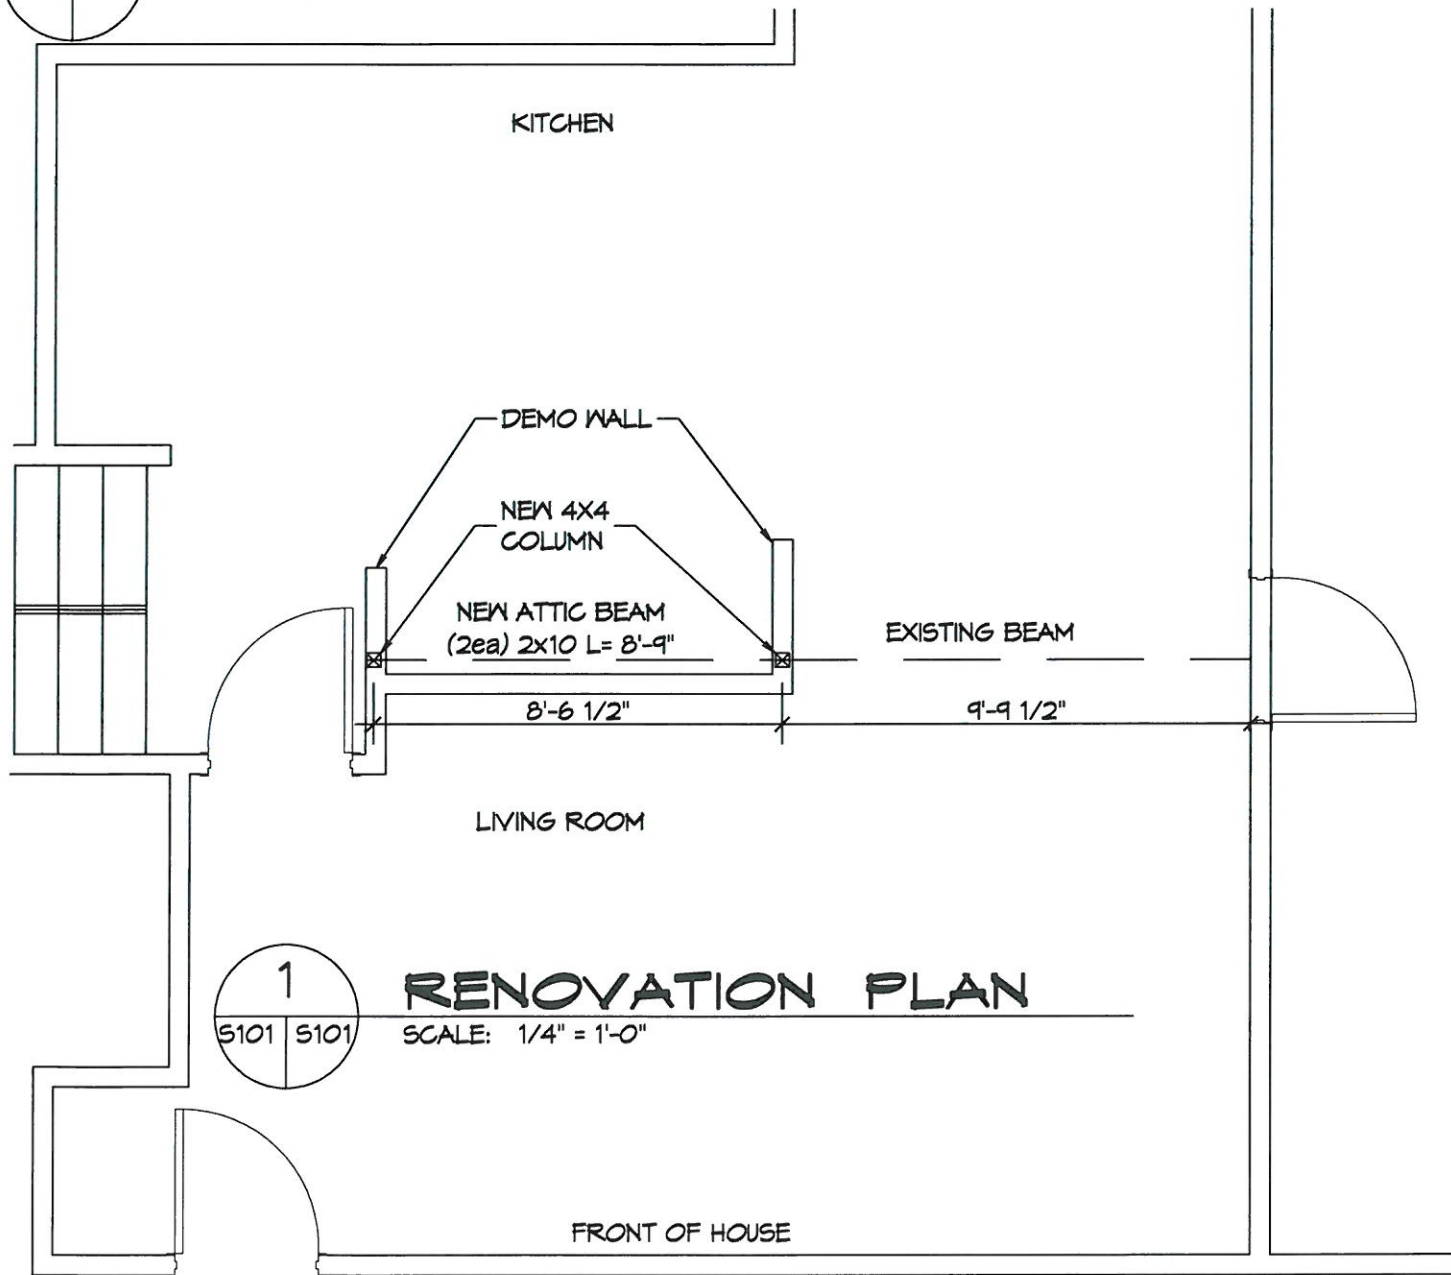 KITCHEN
DEMO WALL
NEW 4X4
COLUMN
NEW ATTIC BEAM
(2ea) 2x10 L= 8'-9"
EXISTING BEAM
8'-6 1/2"
9'-9 1/2"
LIVING ROOM
1
S101 S101
RENOVATION PLAN
SCALE: 1/4" = 1'-0"
FRONT OF HOUSE